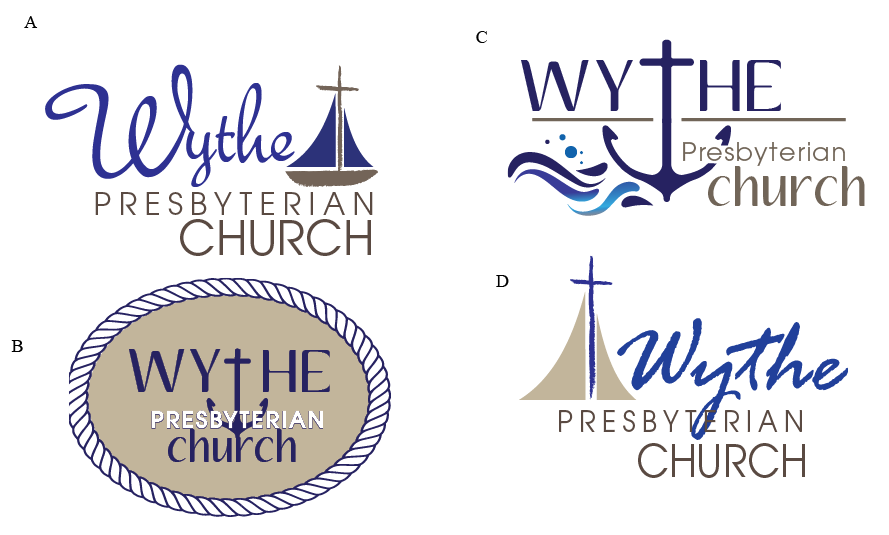 A
Wythe
PRESBYTERIAN
CHURCH
B
WYTHE
PRESBYTERIAN
church
C
WYTHE
Presbyterian
church
D
Wythe
PRESBYTERIAN
CHURCH